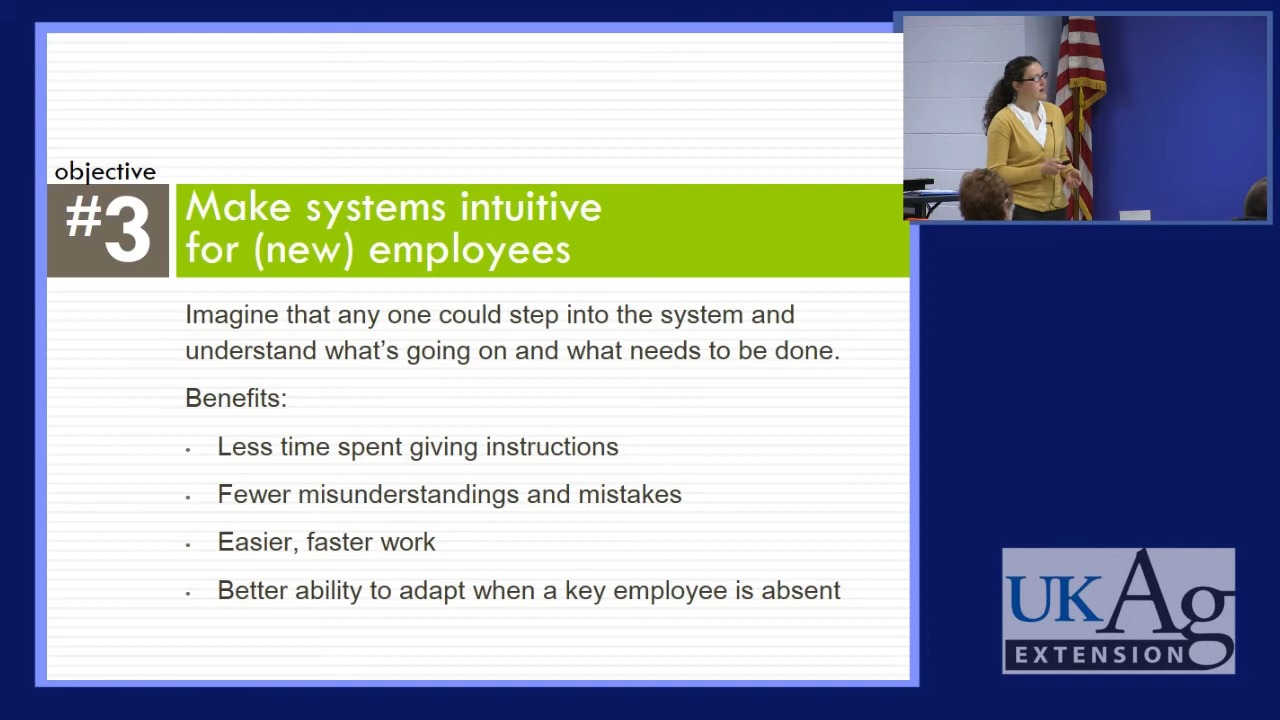 objective
#3
Make systems intuitive
for (new) employees
Imagine that any one could step into the system and
understand what’s going on and what needs to be done.
Benefits:
· Less time spent giving instructions
· Fewer misunderstandings and mistakes
· Easier, faster work
· Better ability to adapt when a key employee is absent
UKAg
EXTENSION